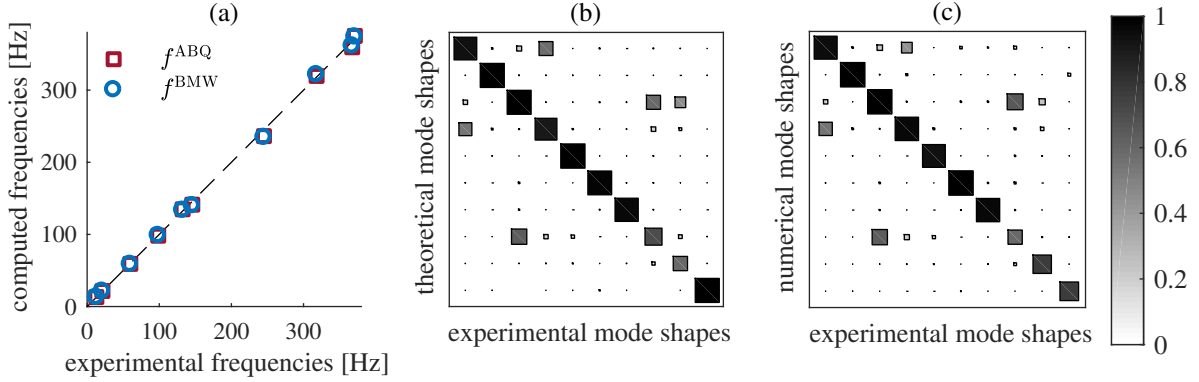 (a)
computed frequencies [Hz]
300
200
100
0
f^ABQ
f^BMW
0 100 200 300
experimental frequencies [Hz]
(b)
theoretical mode shapes
experimental mode shapes
(c)
numerical mode shapes
experimental mode shapes
1
0.8
0.6
0.4
0.2
0